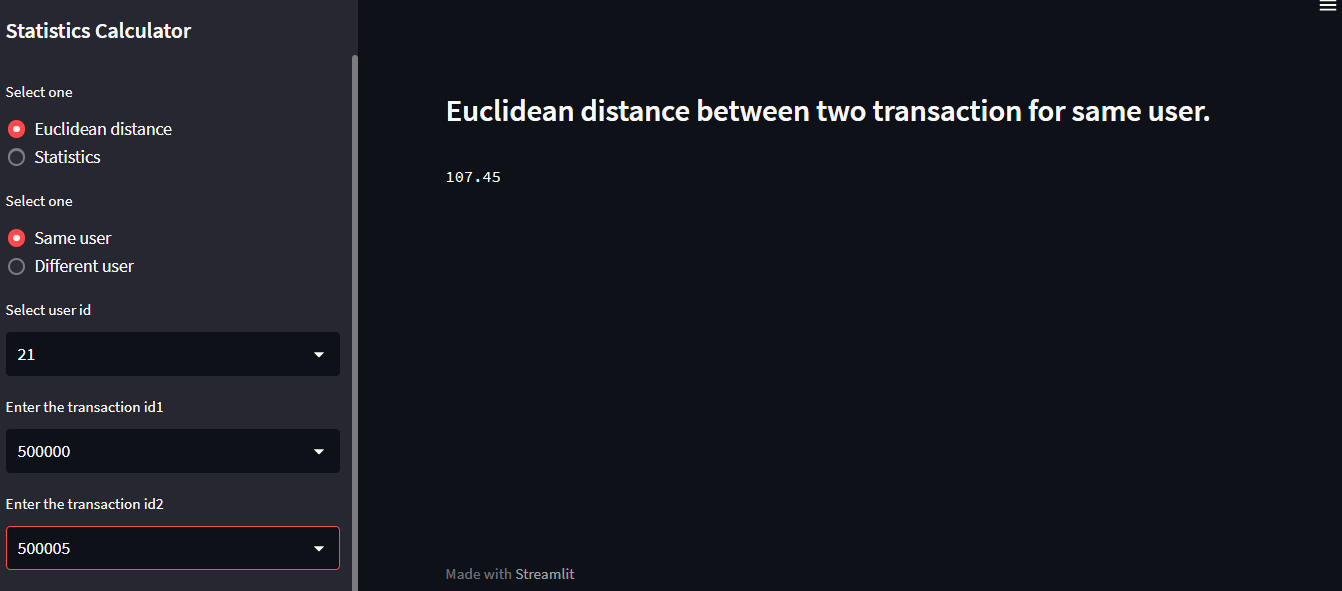 Statistics Calculator
Select one
Euclidean distance
Statistics
Select one
Same user
Different user
Select user id
21
Enter the transaction id1
500000
Enter the transaction id2
500005
Euclidean distance between two transaction for same user.
107.45
Made with Streamlit